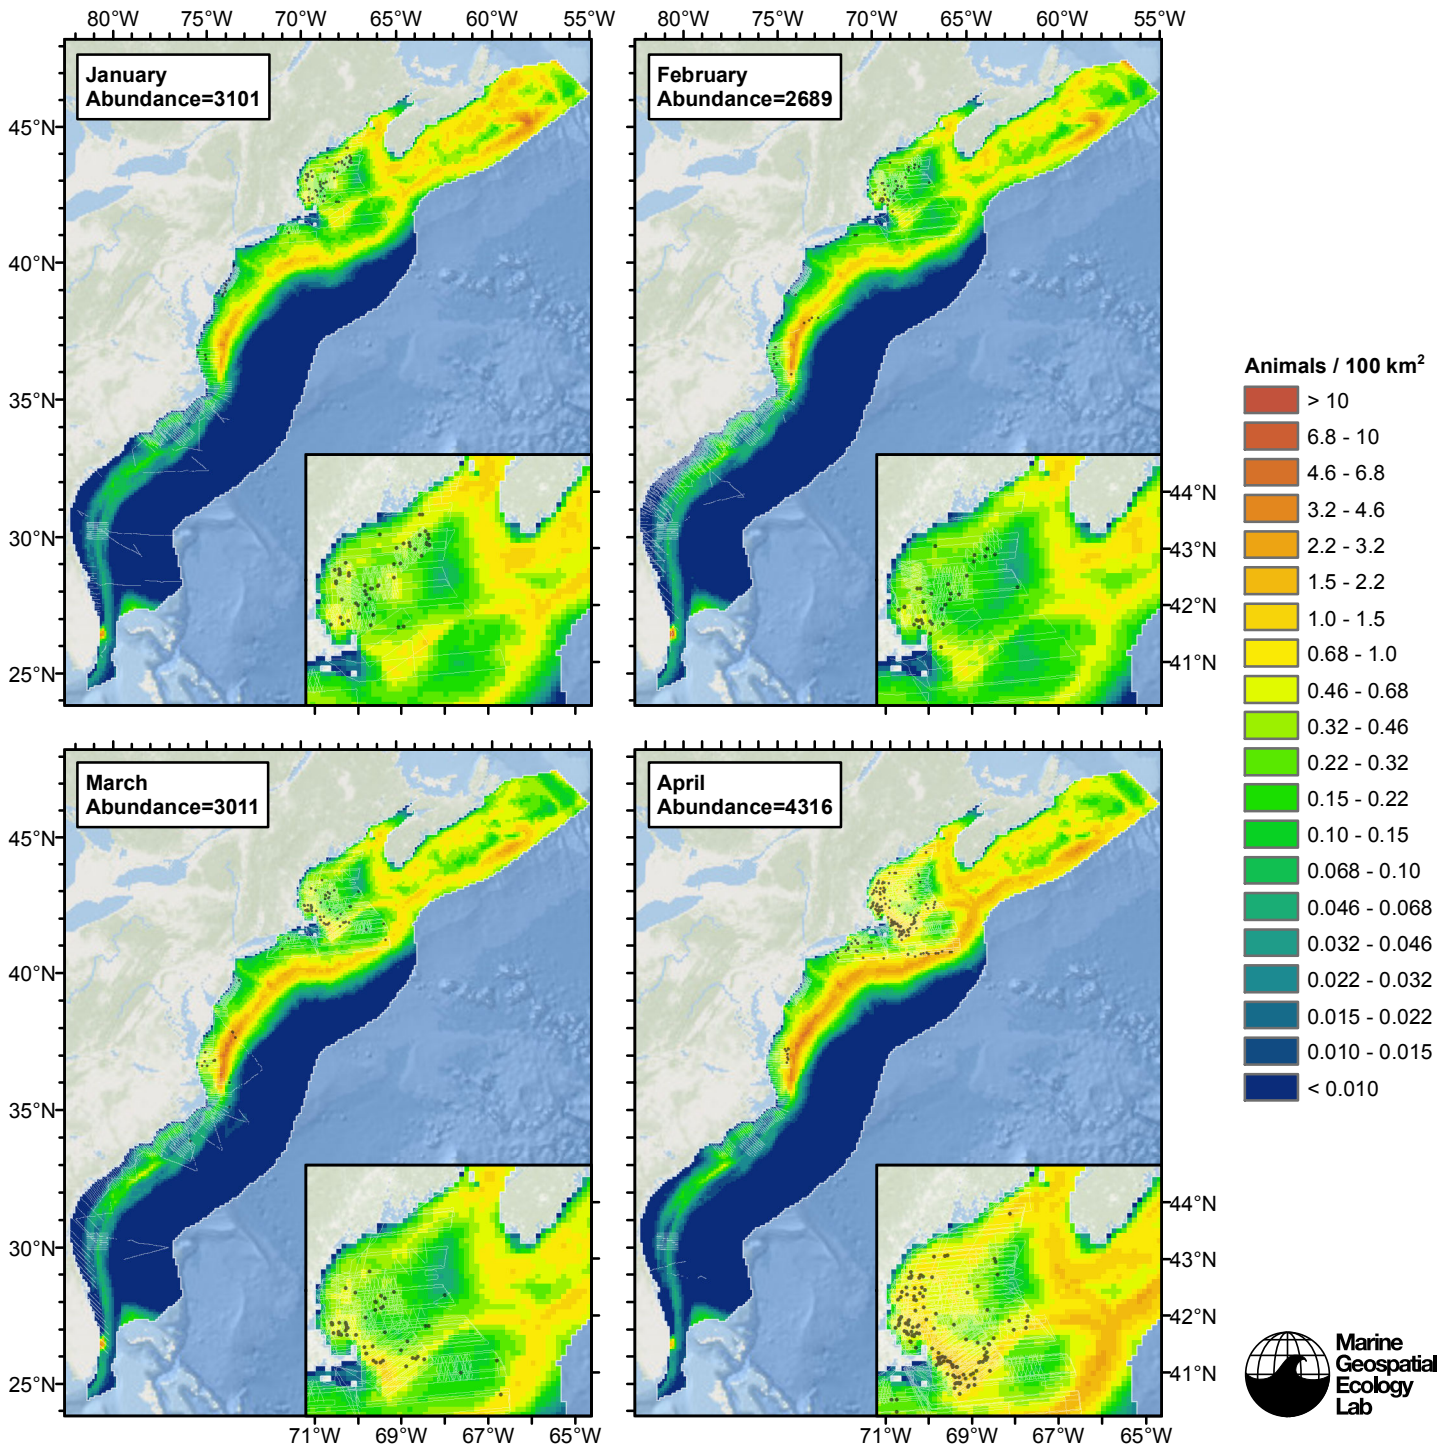 80°W 75°W 70°W 65°W 60°W 55°W
80°W 75°W 70°W 65°W 60°W 55°W
January
Abundance=3101
February
Abundance=2689
45°N
40°N
35°N
30°N
25°N
44°N
43°N
42°N
41°N
Animals / 100 km²
> 10
6.8 - 10
4.6 - 6.8
3.2 - 4.6
2.2 - 3.2
1.5 - 2.2
1.0 - 1.5
0.68 - 1.0
0.46 - 0.68
0.32 - 0.46
0.22 - 0.32
0.15 - 0.22
0.10 - 0.15
0.068 - 0.10
0.046 - 0.068
0.032 - 0.046
0.022 - 0.032
0.015 - 0.022
0.010 - 0.015
< 0.010
March
Abundance=3011
April
Abundance=4316
45°N
40°N
35°N
30°N
25°N
44°N
43°N
42°N
41°N
71°W 69°W 67°W 65°W
71°W 69°W 67°W 65°W
Marine
Geospatial
Ecology
Lab